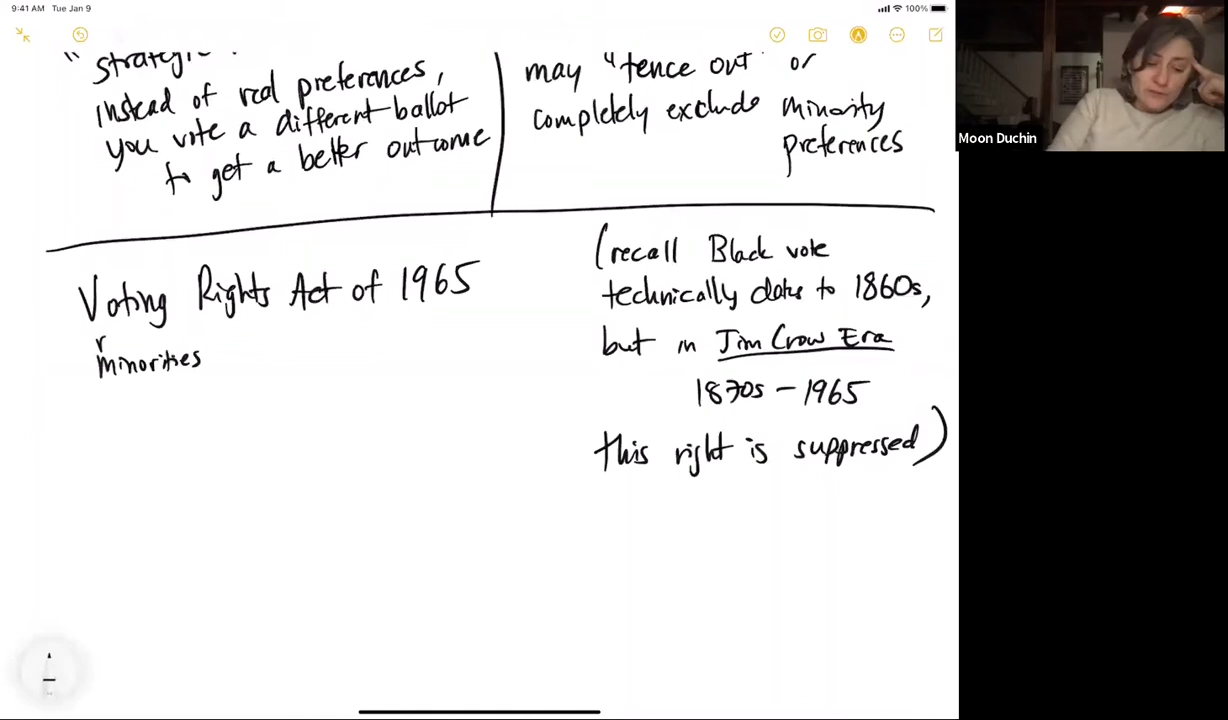 9:41 AM Tue Jan 9
100%
"strategic"
instead of real preferences,
you vote a different ballot
to get a better outcome
may "fence out" or
completely exclude minority
preferences
Moon Duchin
Voting Rights Act of 1965
r
minorities
(recall Black vote
technically dates to 1860s,
but in Jim Crow Era
1870s – 1965
this right is suppressed)